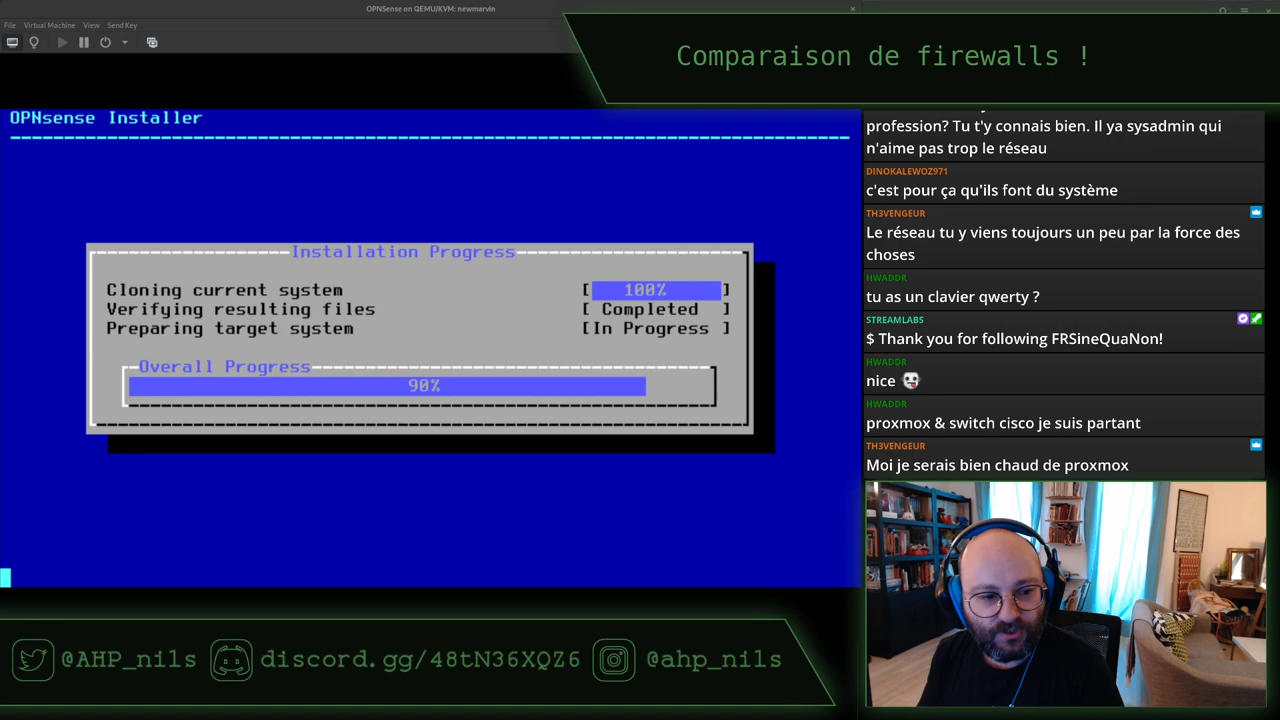 OPNSense on QEMU/KVM: newmarvin
File Virtual Machine View Send Key
Comparaison de firewalls !
OPNsense Installer
Installation Progress
Cloning current system [ 100% ]
Verifying resulting files [ Completed ]
Preparing target system [In Progress ]
Overall Progress
90%
profession? Tu t'y connais bien. Il ya sysadmin qui
n'aime pas trop le réseau
DINOKALEWOZ971
c'est pour ça qu'ils font du système
TH3VENGEUR
Le réseau tu y viens toujours un peu par la force des
choses
HWADDR
tu as un clavier qwerty ?
STREAMLABS
$ Thank you for following FRSineQuaNon!
HWADDR
nice
HWADDR
proxmox & switch cisco je suis partant
TH3VENGEUR
Moi je serais bien chaud de proxmox
@AHP_nils discord.gg/48tN36XQZ6 @ahp_nils